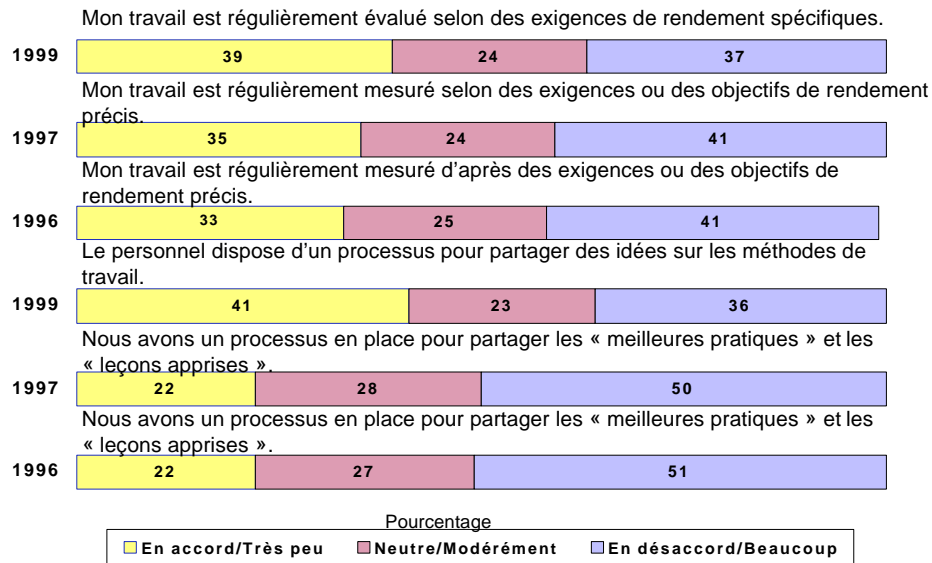 Mon travail est régulièrement évalué selon des exigences de rendement spécifiques.
1999 39 24 37
Mon travail est régulièrement mesuré selon des exigences ou des objectifs de rendement
précis.
1997 35 24 41
Mon travail est régulièrement mesuré d'après des exigences ou des objectifs de
rendement précis.
1996 33 25 41
Le personnel dispose d'un processus pour partager des idées sur les méthodes de
travail.
1999 41 23 36
Nous avons un processus en place pour partager les « meilleures pratiques » et les
« leçons apprises ».
1997 22 28 50
Nous avons un processus en place pour partager les « meilleures pratiques » et les
« leçons apprises ».
1996 22 27 51
Pourcentage
En accord/Très peu Neutre/Modérément En désaccord/Beaucoup